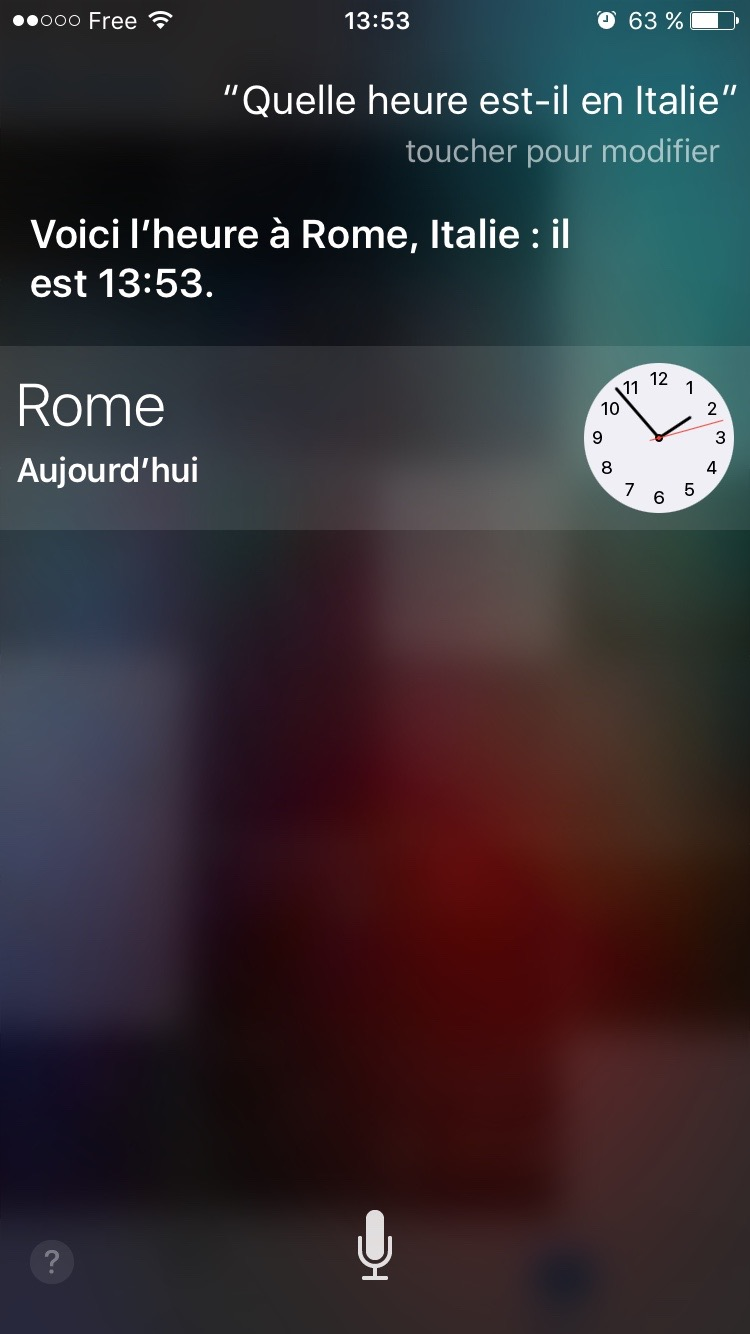 Free 13:53 63 %
“Quelle heure est-il en Italie”
toucher pour modifier
Voici l’heure à Rome, Italie : il
est 13:53.
Rome
Aujourd’hui
12
11 1
10 2
9 3
8 4
7 5
6
?